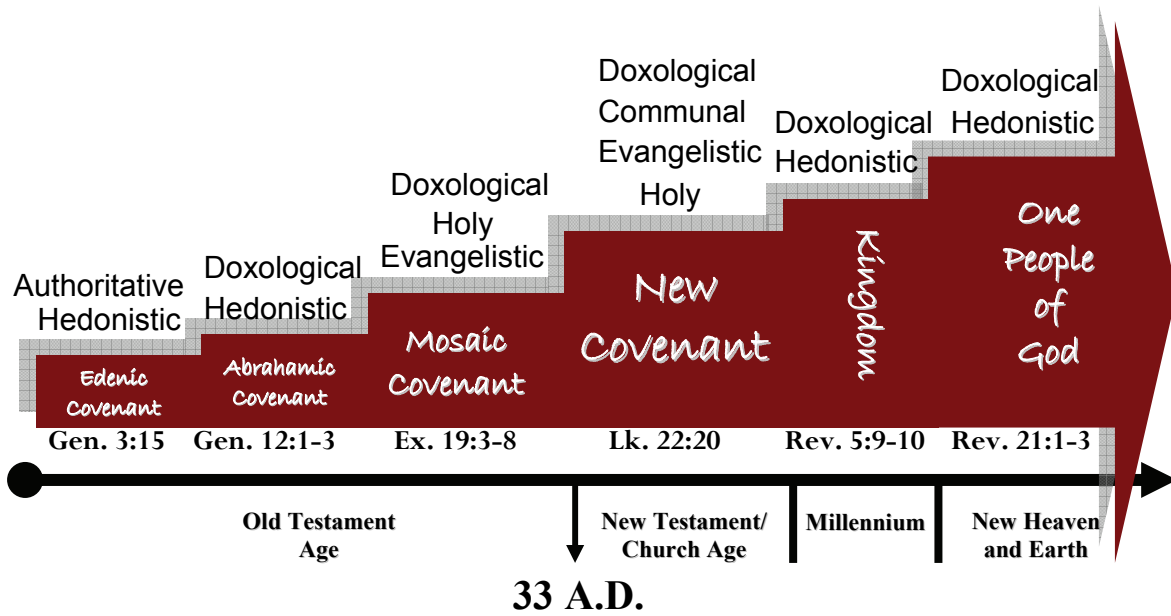 Authoritative
Hedonistic
Doxological
Hedonistic
Doxological
Holy
Evangelistic
Doxological
Communal
Evangelistic
Holy
Doxological
Hedonistic
Doxological
Hedonistic
Edenic
Covenant
Abrahamic
Covenant
Mosaic
Covenant
New
Covenant
Kingdom
One
People
of
God
Gen. 3:15
Gen. 12:1-3
Ex. 19:3-8
Lk. 22:20
Rev. 5:9-10
Rev. 21:1-3
Old Testament
Age
New Testament/
Church Age
Millennium
New Heaven
and Earth
33 A.D.